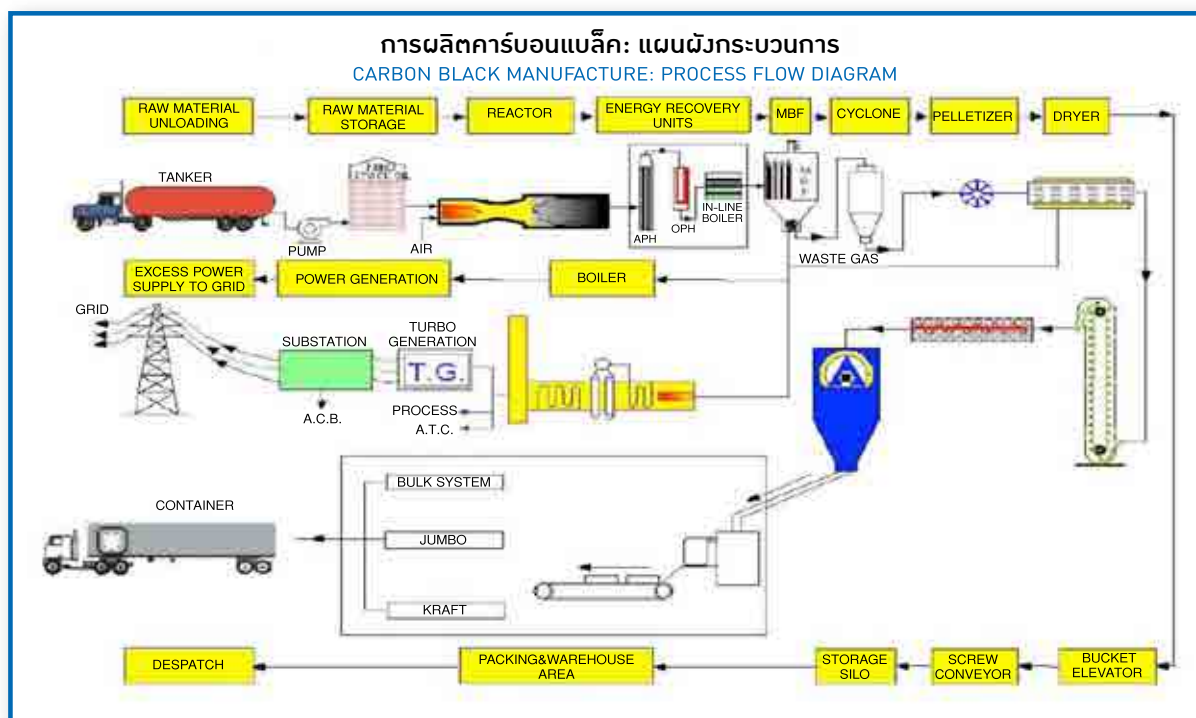 การผลิตคาร์บอนแบล็ค: แผนผังกระบวนการ
CARBON BLACK MANUFACTURE: PROCESS FLOW DIAGRAM
RAW MATERIAL
UNLOADING
RAW MATERIAL
STORAGE
REACTOR
ENERGY RECOVERY
UNITS
MBF
CYCLONE
PELLETIZER
DRYER
TANKER
FEED
STOCK OIL
PUMP
AIR
APH
OPH
IN-LINE
BOILER
WASTE GAS
EXCESS POWER
SUPPLY TO GRID
POWER GENERATION
BOILER
GRID
SUBSTATION
TURBO
GENERATION
T.G.
A.C.B.
PROCESS
A.T.C.
CONTAINER
BULK SYSTEM
JUMBO
KRAFT
DESPATCH
PACKING&WAREHOUSE
AREA
STORAGE
SILO
SCREW
CONVEYOR
BUCKET
ELEVATOR